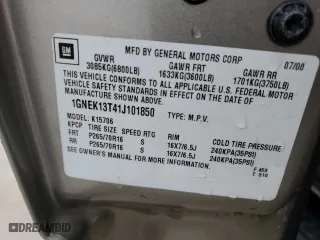 GM
MFD BY GENERAL MOTORS CORP 07/00
GVWR GAWR FRT GAWR RR
3085KG(6800LB) 1633KG(3600LB) 1701KG(3750LB)
THIS VEHICLE CONFORMS TO ALL APPLICABLE U.S. FEDERAL
MOTOR VEHICLE SAFETY STANDARDS IN EFFECT ON THE DATE OF
MANUFACTURE SHOWN ABOVE.
1GNEK13T41J101850 TYPE: M.P.V.
MODEL: K15706
KPCP TIRE SIZE SPEED RTG RIM COLD TIRE PRESSURE
FRT P265/70R16 S 16X7/6.5J 240KPA(35PSI)
RR P265/70R16 S 16X7/6.5J 240KPA(35PSI)
SEE OWNER'S MANUAL FOR MORE INFORMATION.